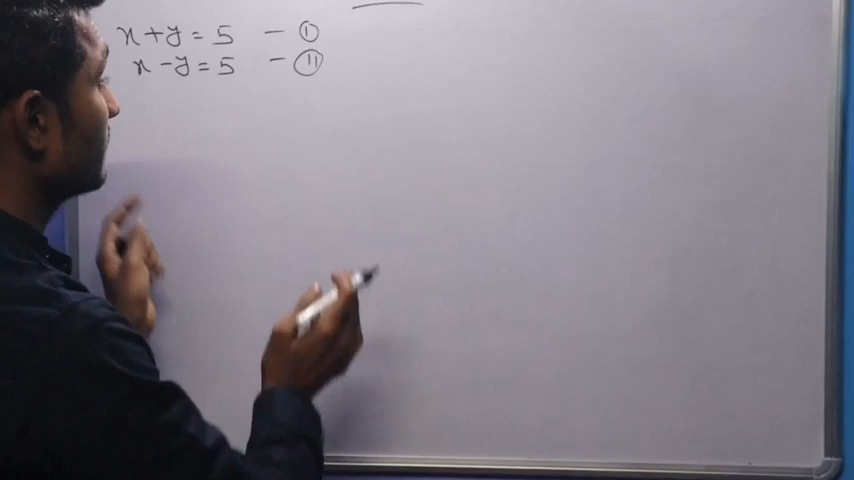 x+y = 5 - ①
x-y = 5 - ⑪